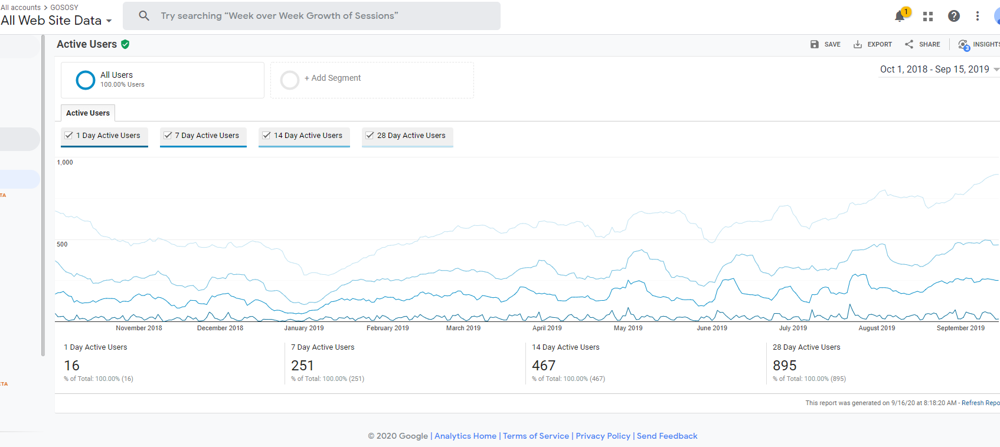 All accounts > GOSOSY
All Web Site Data
Try searching “Week over Week Growth of Sessions”
1
Active Users
SAVE
EXPORT
SHARE
3
INSIGHTS
All Users
100.00% Users
+ Add Segment
Oct 1, 2018 - Sep 15, 2019
Active Users
1 Day Active Users
7 Day Active Users
14 Day Active Users
28 Day Active Users
1,000
500
TA
November 2018
December 2018
January 2019
February 2019
March 2019
April 2019
May 2019
June 2019
July 2019
August 2019
September 2019
1 Day Active Users
16
% of Total: 100.00% (16)
7 Day Active Users
251
% of Total: 100.00% (251)
14 Day Active Users
467
% of Total: 100.00% (467)
28 Day Active Users
895
% of Total: 100.00% (895)
ETA
This report was generated on 9/16/20 at 8:18:20 AM - Refresh Repo
© 2020 Google | Analytics Home | Terms of Service | Privacy Policy | Send Feedback